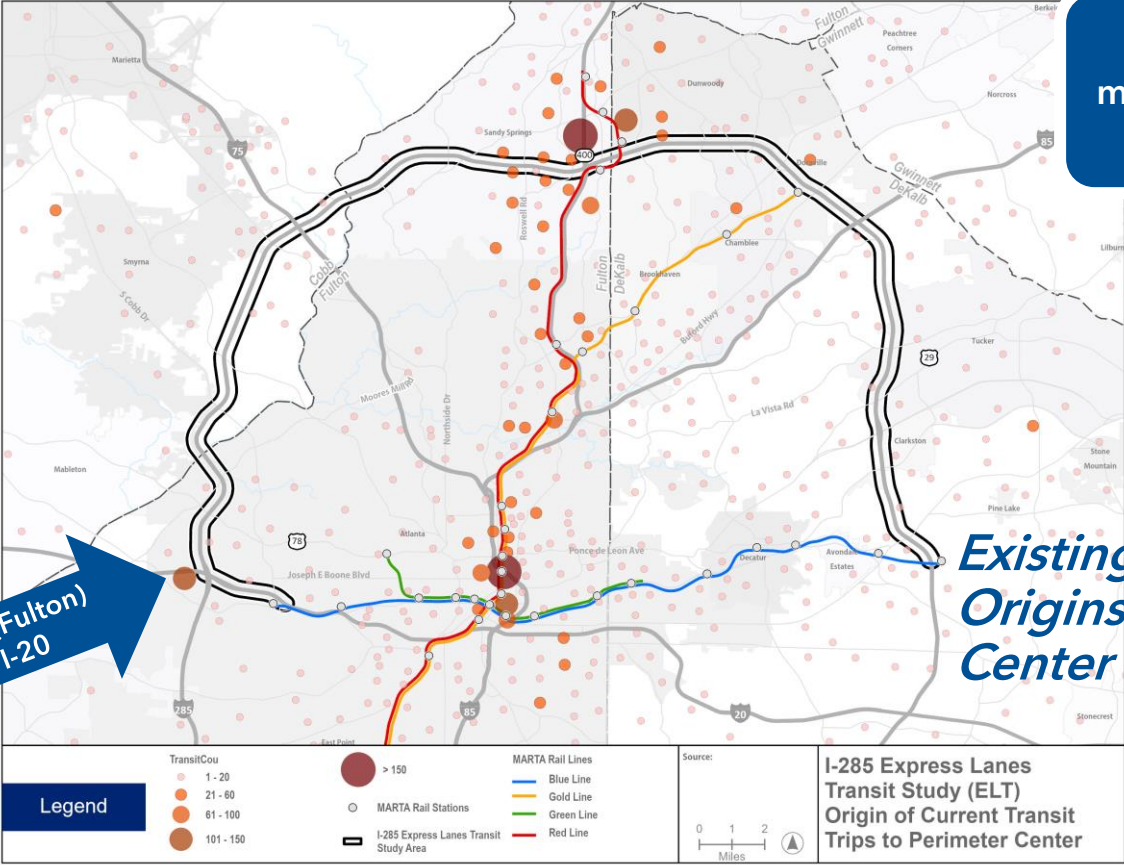 Berkel
Fulton
Gwinnett
Peachtree
Corners
Marietta
m
Dunwoody
Norcross
Sandy Springs
75
400
85
Doraville
Gwinnett
DeKalb
Roswell Rd
Chamblee
Lilburn
Smyrna
Cobb
Fulton
Fulton
DeKalb
Brookhaven
S Cobb Dr
Buford Hwy
Tucker
29
Moores Mill Rd
Northside Dr
La Vista Rd
Clarkston
Mableton
Stone
Mountain
Pine Lake
78
Atlanta
Ponce de Leon Ave
Decatur
Avondale
Estates
Joseph E Boone Blvd
(Fulton)
I-20
Existing
Origins
Center
285
85
20
Stonecrest
East Point
Legend
TransitCou
1 - 20
21 - 60
61 - 100
101 - 150
> 150
MARTA Rail Stations
I-285 Express Lanes Transit
Study Area
MARTA Rail Lines
Blue Line
Gold Line
Green Line
Red Line
Source:
0 1 2
Miles
I-285 Express Lanes
Transit Study (ELT)
Origin of Current Transit
Trips to Perimeter Center